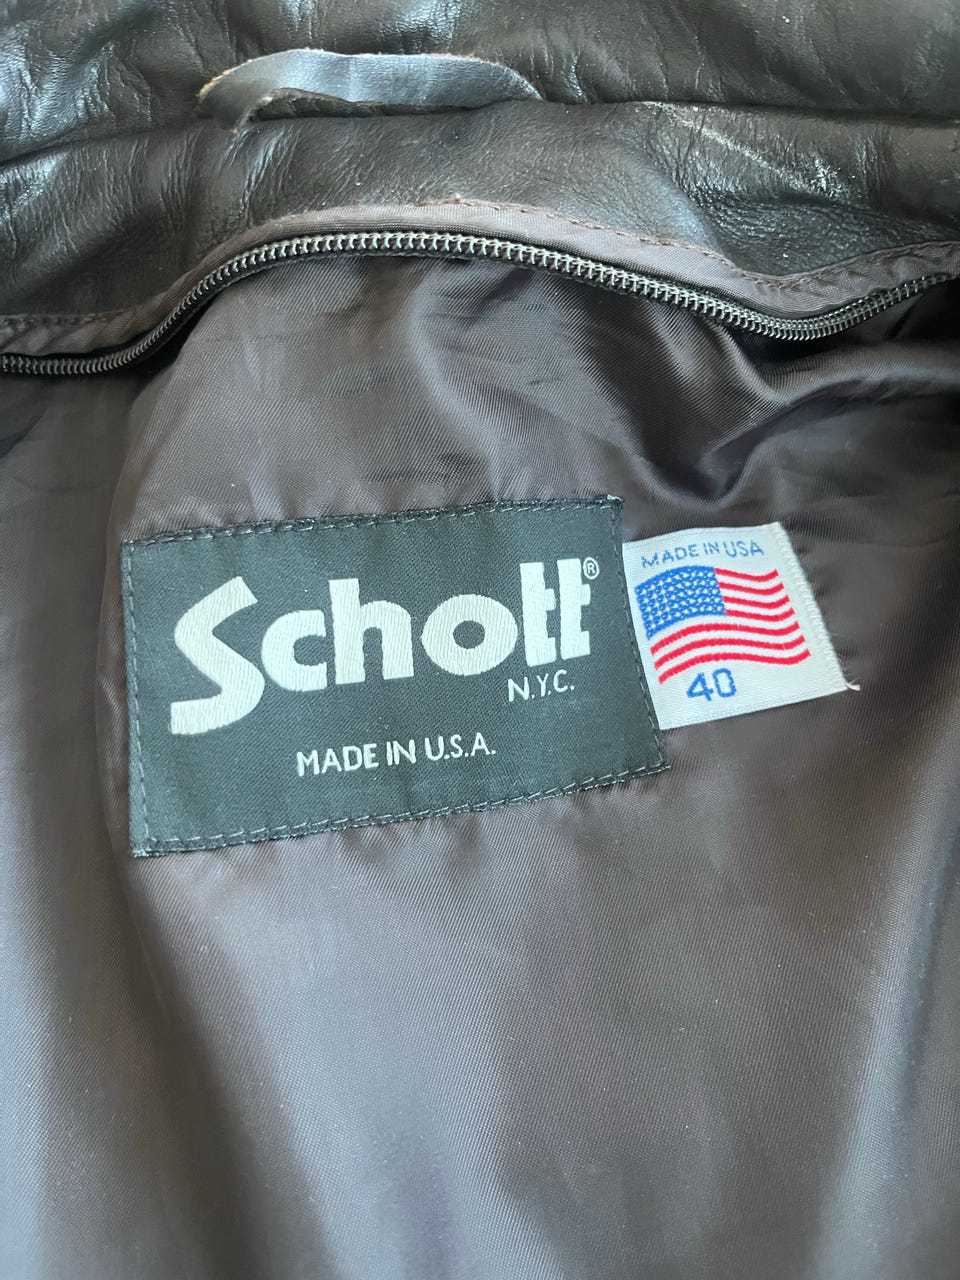 Schott®
N.Y.C.
MADE IN U.S.A.
MADE IN USA
40